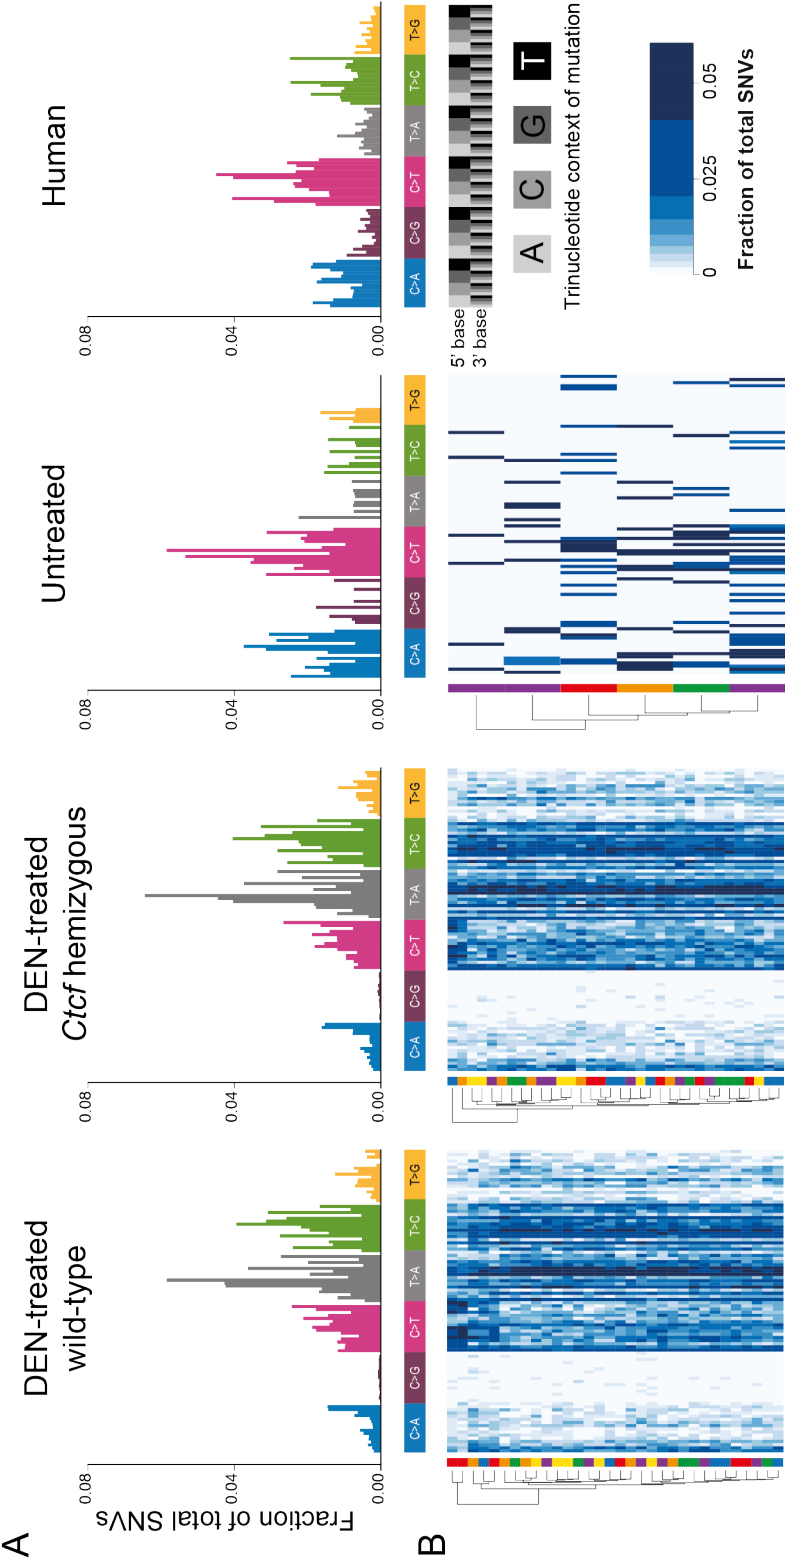 A
DEN-treated
wild-type
DEN-treated
Ctcf hemizygous
Untreated
Human
Fraction of total SNVs
0.08
0.04
0.00
0.08
0.04
0.00
0.08
0.04
0.00
0.08
0.04
0.00
C>A C>G C>T T>A T>C T>G
C>A C>G C>T T>A T>C T>G
C>A C>G C>T T>A T>C T>G
C>A C>G C>T T>A T>C T>G
B
5' base
3' base
A C G T
Trinucleotide context of mutation
0 0.025 0.05
Fraction of total SNVs